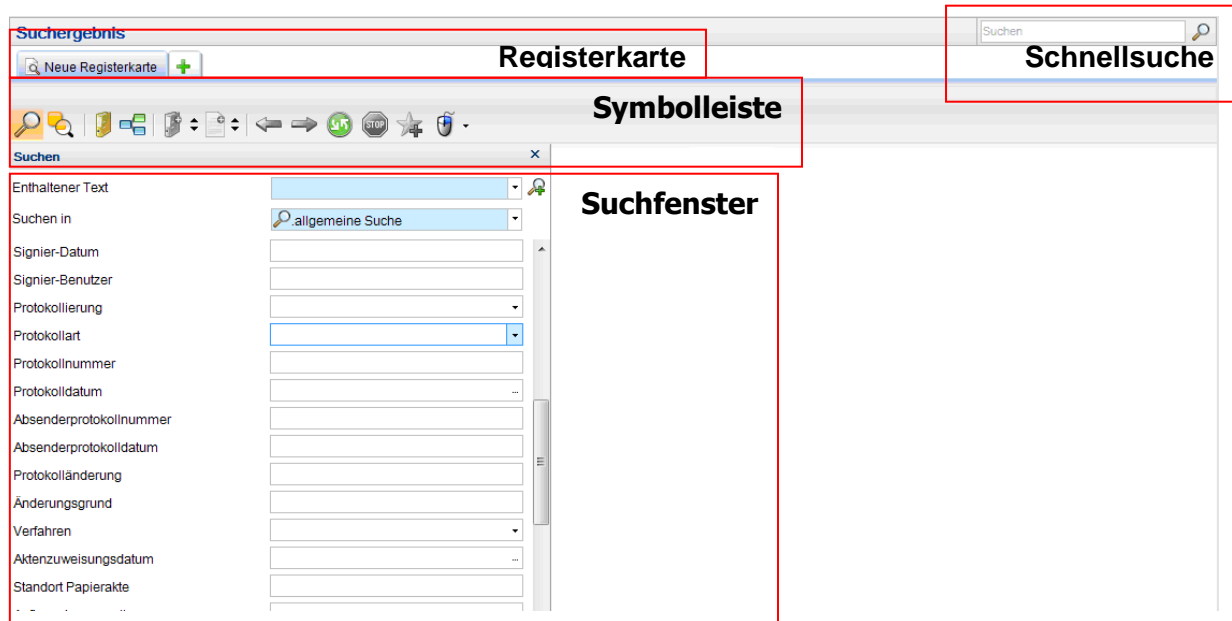 Suchergebnis
Suchen
Registerkarte
Schnellsuche
Neue Registerkarte
Symbolleiste
STOP
Suchen
Enthaltener Text
Suchfenster
Suchen in
.allgemeine Suche
Signier-Datum
Signier-Benutzer
Protokollierung
Protokollart
Protokollnummer
Protokolldatum
...
Absenderprotokollnummer
Absenderprotokolldatum
Protokolländerung
Änderungsgrund
Verfahren
Aktenzuweisungsdatum
...
Standort Papierakte